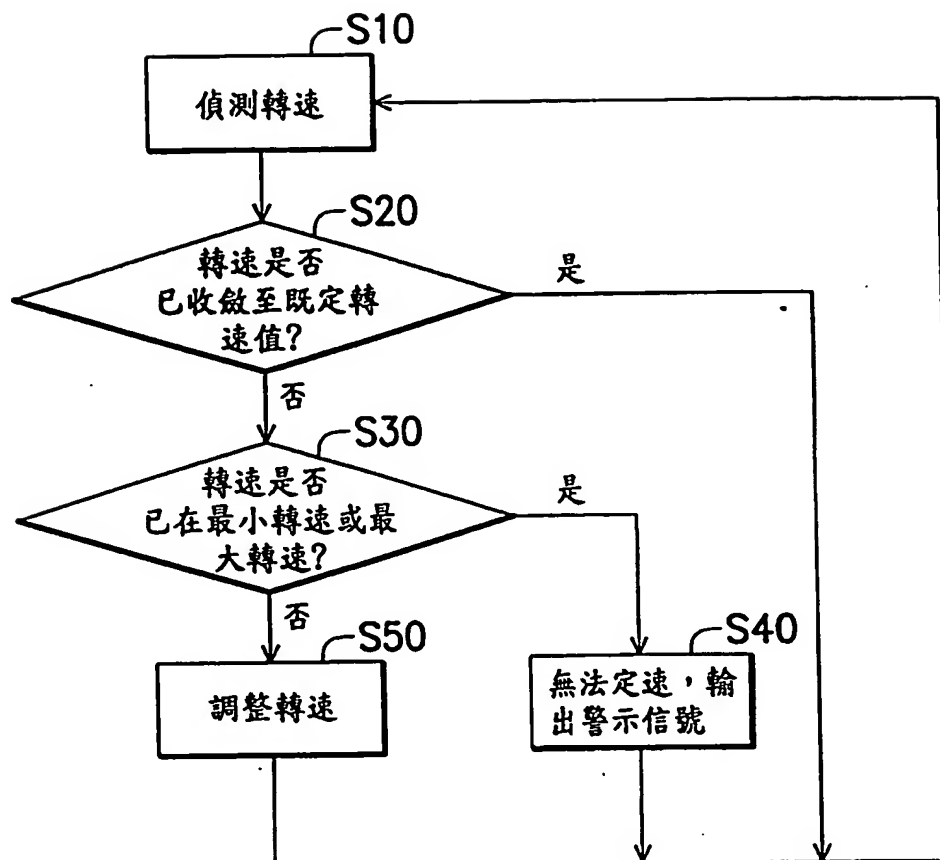 S10
偵測轉速
S20
轉速是否
已收斂至既定轉
速值?
是
否
S30
轉速是否
已在最小轉速或最
大轉速?
是
否
S50
調整轉速
S40
無法定速，輸
出警示信號